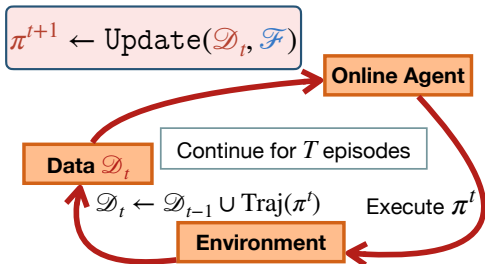 π^{t+1} ← Update(𝒟_t, ℱ)
Online Agent
Data 𝒟_t
Continue for T episodes
𝒟_t ← 𝒟_{t−1} ∪ Traj(π^t)
Execute π^t
Environment